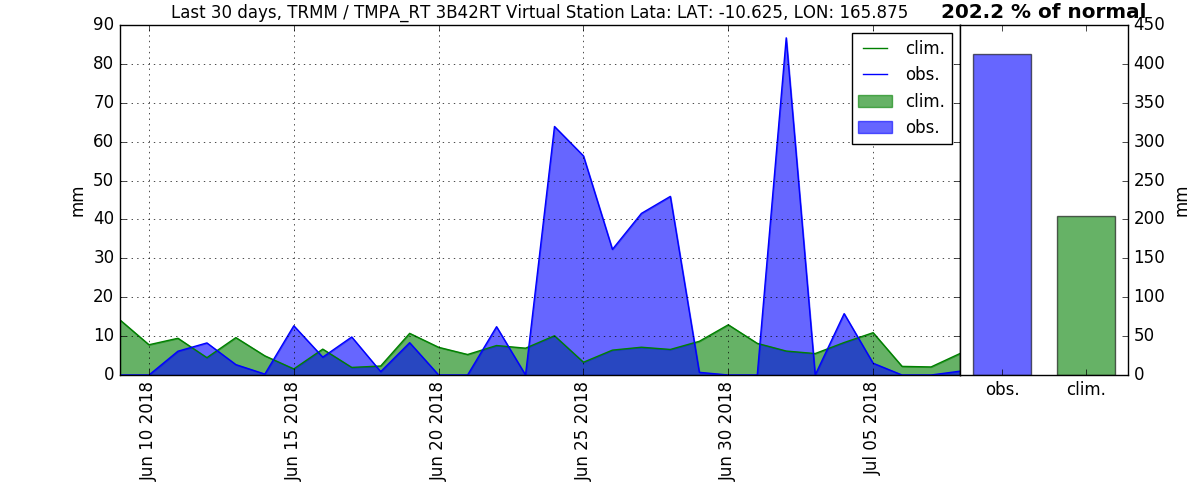 Last 30 days, TRMM / TMPA_RT 3B42RT Virtual Station Lata: LAT: -10.625, LON: 165.875
202.2 % of normal
90
80
70
60
50
40
30
20
10
0
mm
clim.
obs.
clim.
obs.
Jun 10 2018
Jun 15 2018
Jun 20 2018
Jun 25 2018
Jun 30 2018
Jul 05 2018
450
400
350
300
250
200
150
100
50
0
mm
obs.
clim.